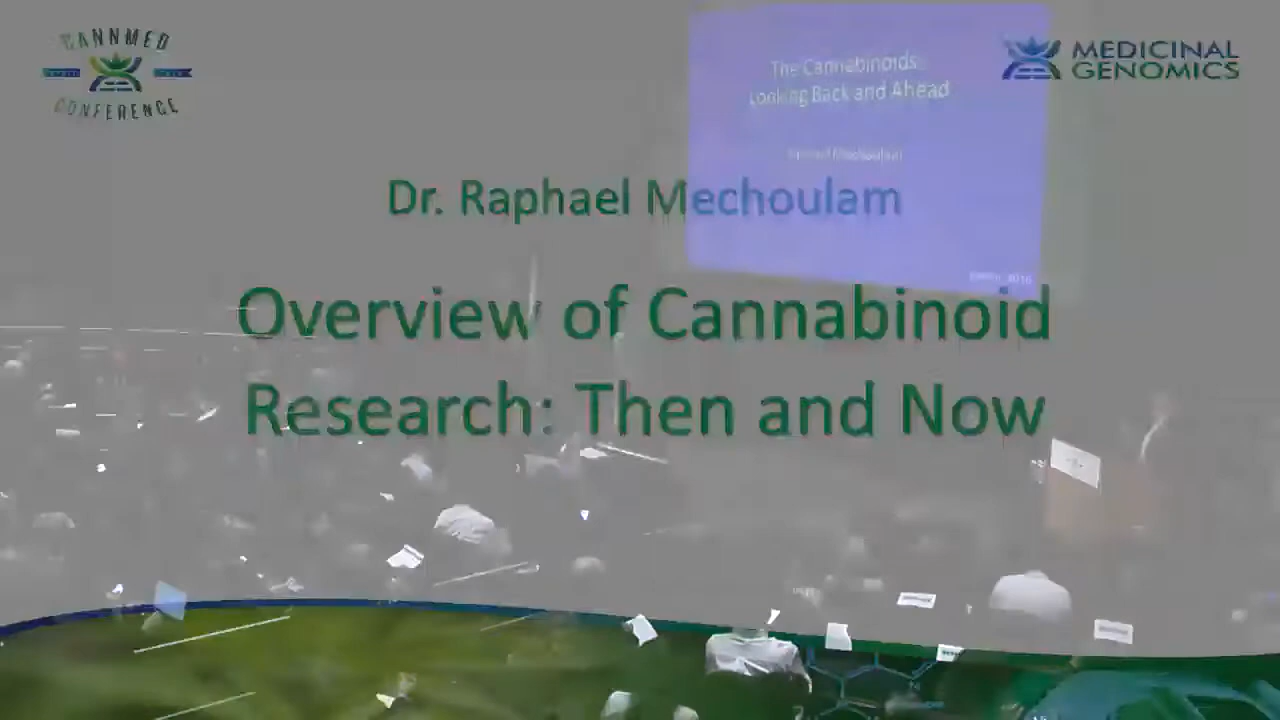 CANNMED
CONFERENCE
MEDICINAL
GENOMICS
The Cannabinoids:
Looking Back and Ahead
Dr. Raphael Mechoulam
Overview of Cannabinoid
Research: Then and Now